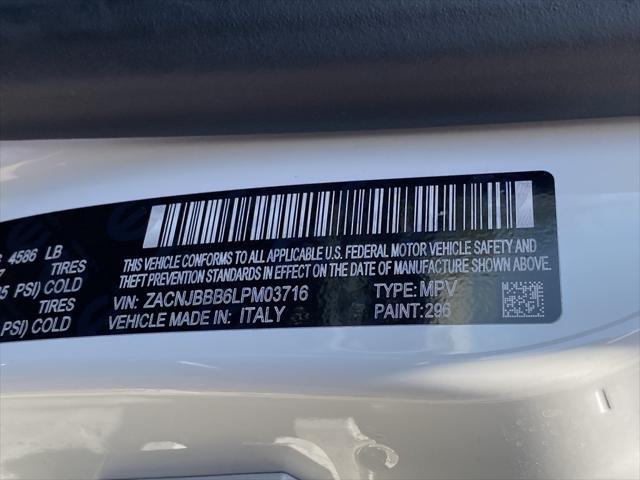 4586 LB
THIS VEHICLE CONFORMS TO ALL APPLICABLE U.S. FEDERAL MOTOR VEHICLE SAFETY AND
TIRES
THEFT PREVENTION STANDARDS IN EFFECT ON THE DATE OF MANUFACTURE SHOWN ABOVE
PSI) COLD
VIN: ZACNJBBB6LPM03716 TYPE: MPV
TIRES
VEHICLE MADE IN: ITALY PAINT:296
PSI) COLD